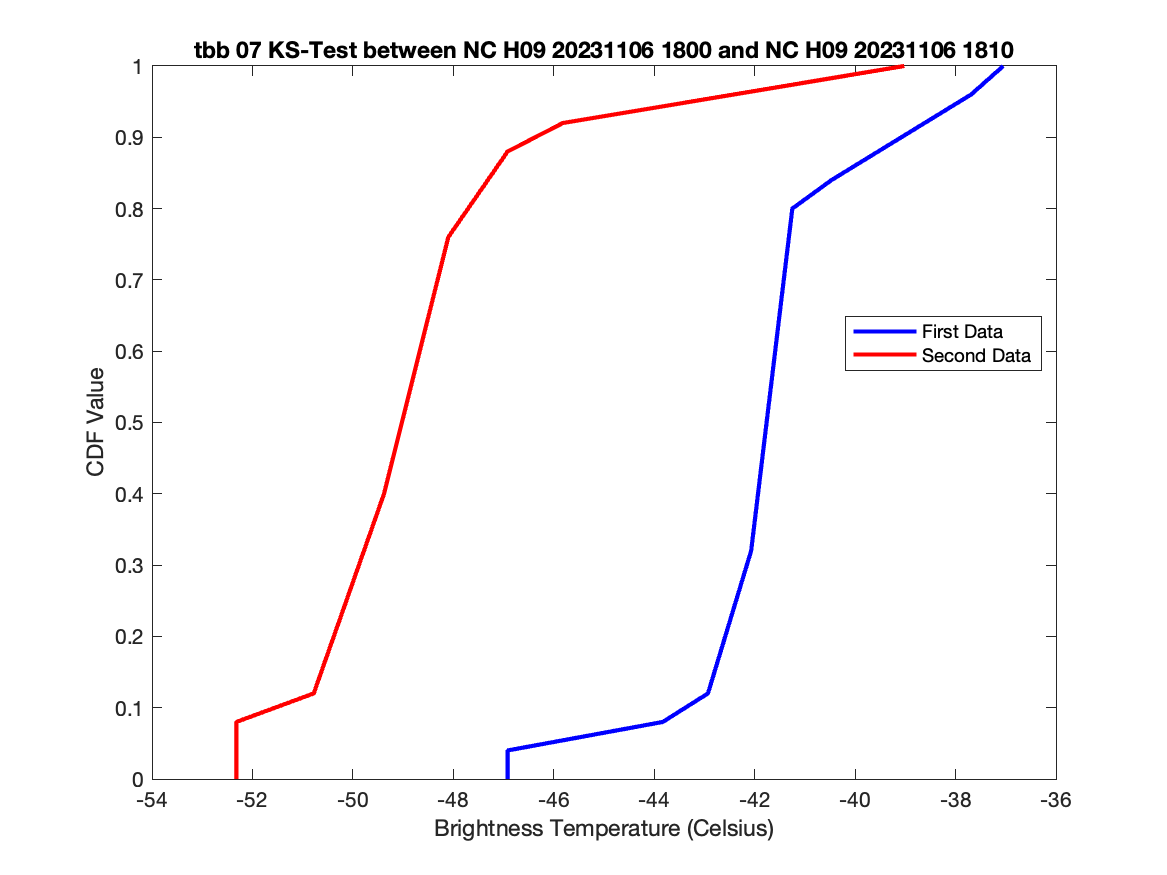 tbb 07 KS-Test between NC H09 20231106 1800 and NC H09 20231106 1810
1
0.9
0.8
0.7
0.6
0.5
0.4
0.3
0.2
0.1
0
CDF Value
First Data
Second Data
-54 -52 -50 -48 -46 -44 -42 -40 -38 -36
Brightness Temperature (Celsius)